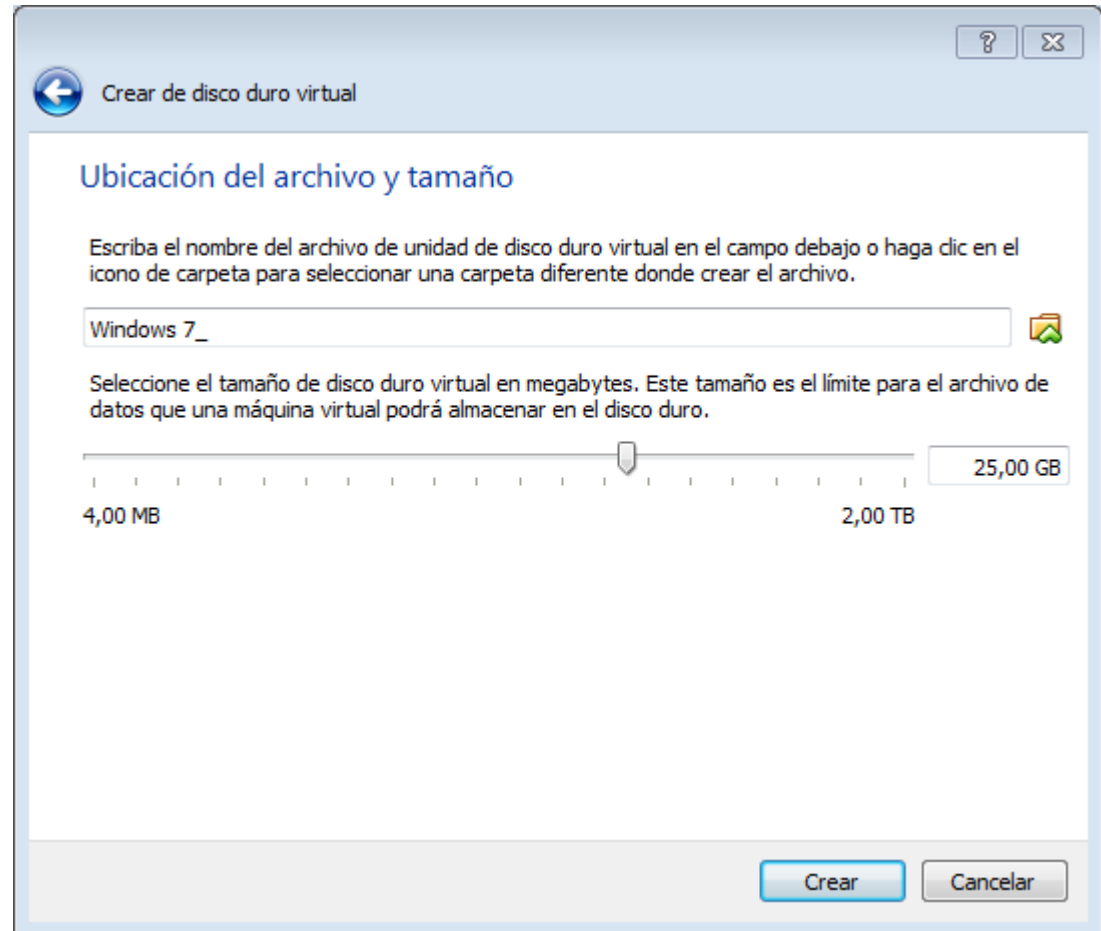 ?
Crear de disco duro virtual
Ubicación del archivo y tamaño
Escriba el nombre del archivo de unidad de disco duro virtual en el campo debajo o haga clic en el
icono de carpeta para seleccionar una carpeta diferente donde crear el archivo.
Windows 7_
Seleccione el tamaño de disco duro virtual en megabytes. Este tamaño es el límite para el archivo de
datos que una máquina virtual podrá almacenar en el disco duro.
25,00 GB
4,00 MB 2,00 TB
Crear Cancelar